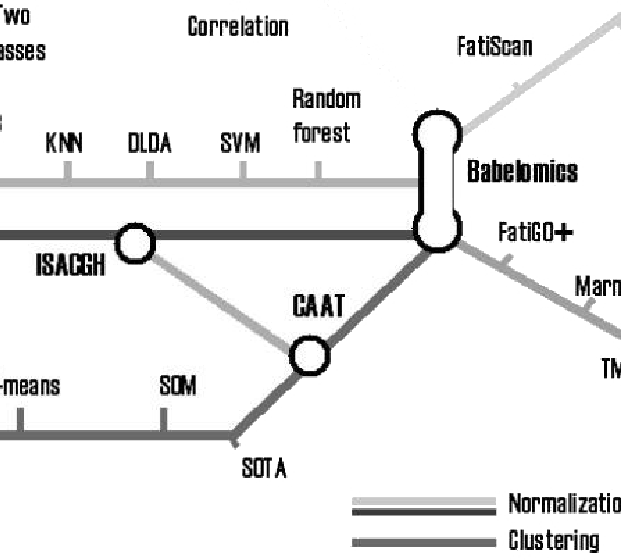 Two
asses
Correlation
FatiScan
Random
forest
KNN
DLDA
SVM
Babelomics
FatiGO+
ISACGH
Marm
CAAT
TM
-means
SOM
SOTA
Normalizatio
Clustering